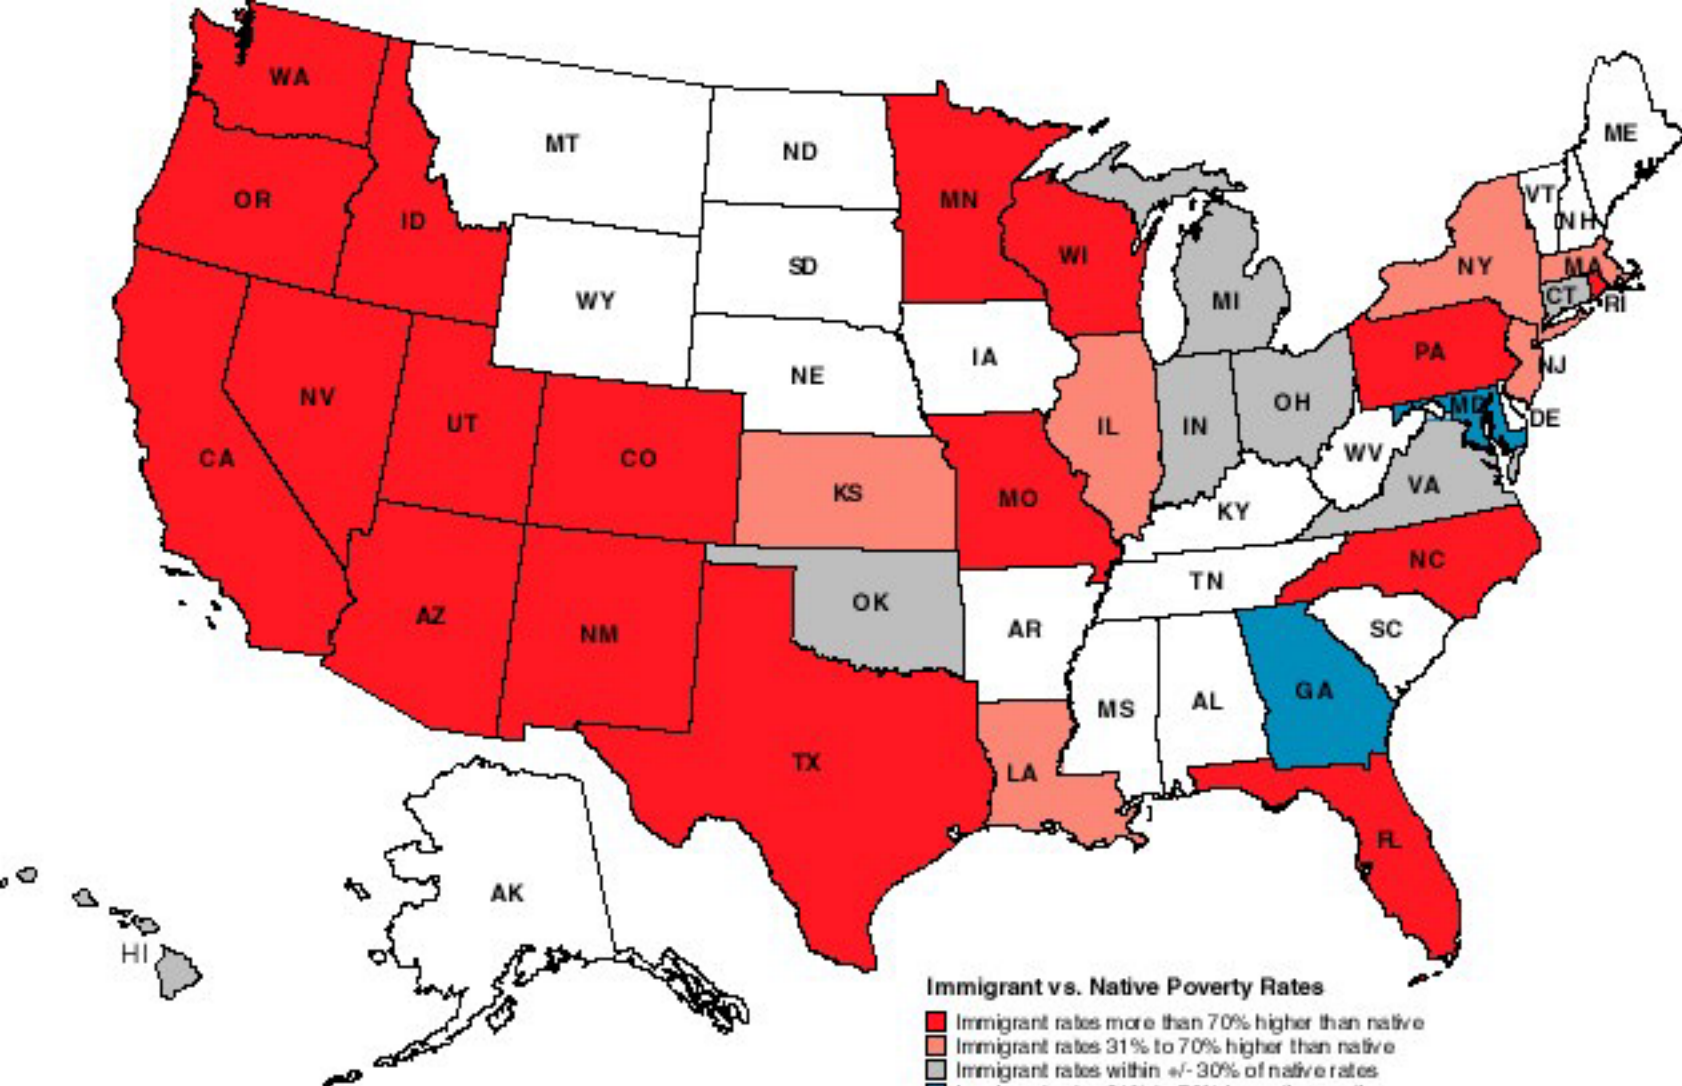 WA
MT
ND
MN
ME
OR
ID
SD
WI
MI
VT
NH
NY
MA
CT
RI
WY
IA
NE
PA
NJ
NV
UT
CO
CA
KS
MO
IL
IN
OH
MD
DE
WV
VA
KY
NC
TN
OK
AZ
NM
AR
SC
MS
AL
GA
TX
LA
FL
AK
HI
Immigrant vs. Native Poverty Rates
Immigrant rates more than 70% higher than native
Immigrant rates 31% to 70% higher than native
Immigrant rates within +/- 30% of native rates